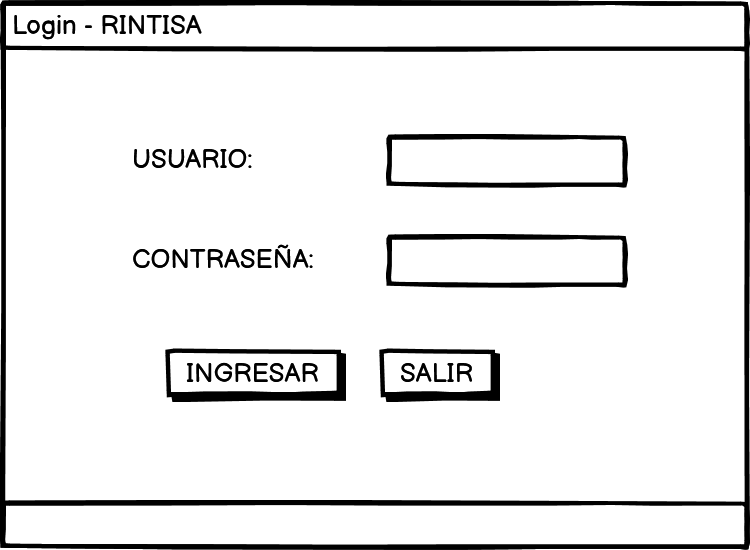 Login - RINTISA
USUARIO:
CONTRASEÑA:
INGRESAR SALIR